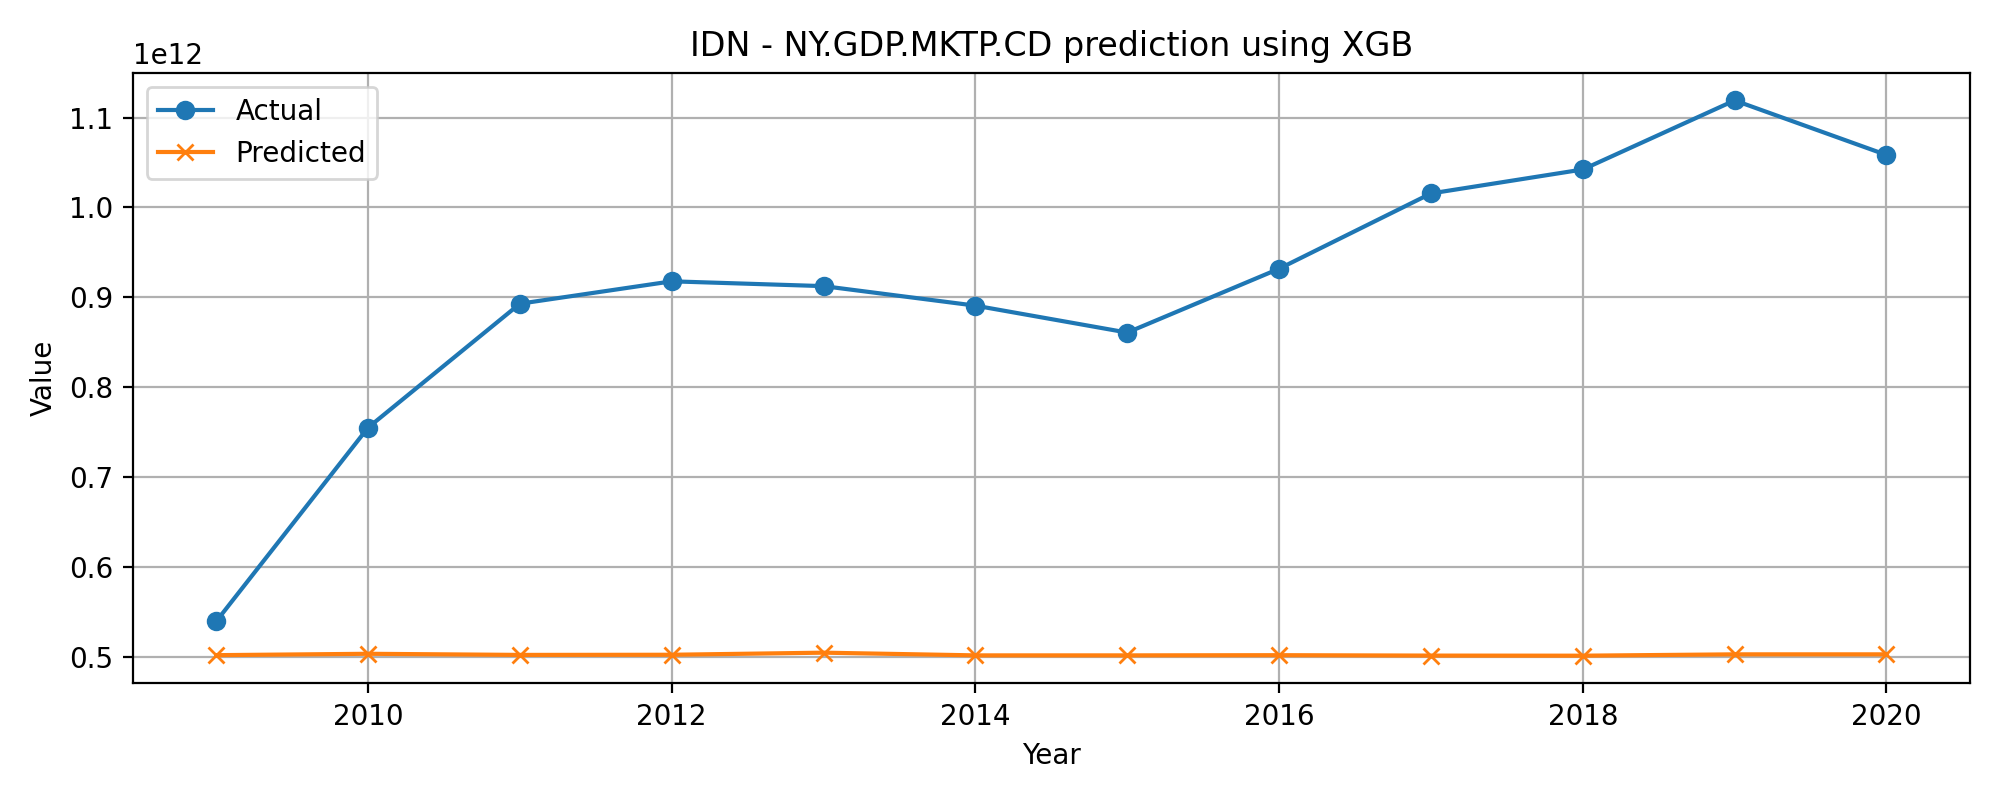 IDN - NY.GDP.MKTP.CD prediction using XGB
1e12
Actual
Predicted
1.1
1.0
0.9
0.8
0.7
0.6
0.5
Value
2010 2012 2014 2016 2018 2020
Year